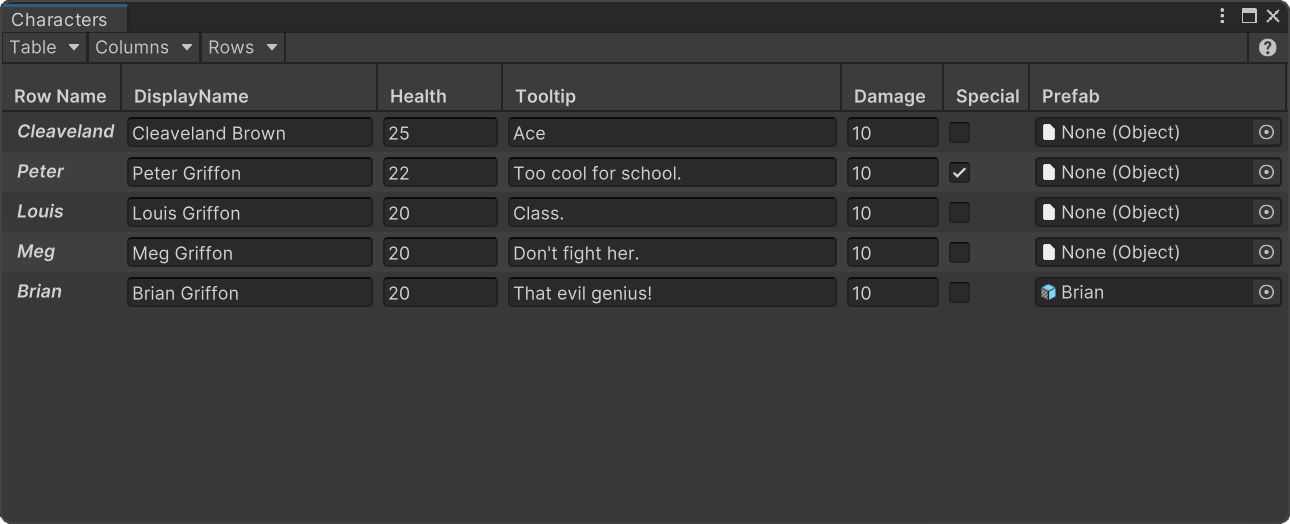 Characters
Table Columns Rows
Row Name DisplayName Health Tooltip Damage Special Prefab
Cleaveland Cleaveland Brown 25 Ace 10 None (Object)
Peter Peter Griffon 22 Too cool for school. 10 None (Object)
Louis Louis Griffon 20 Class. 10 None (Object)
Meg Meg Griffon 20 Don't fight her. 10 None (Object)
Brian Brian Griffon 20 That evil genius! 10 Brian